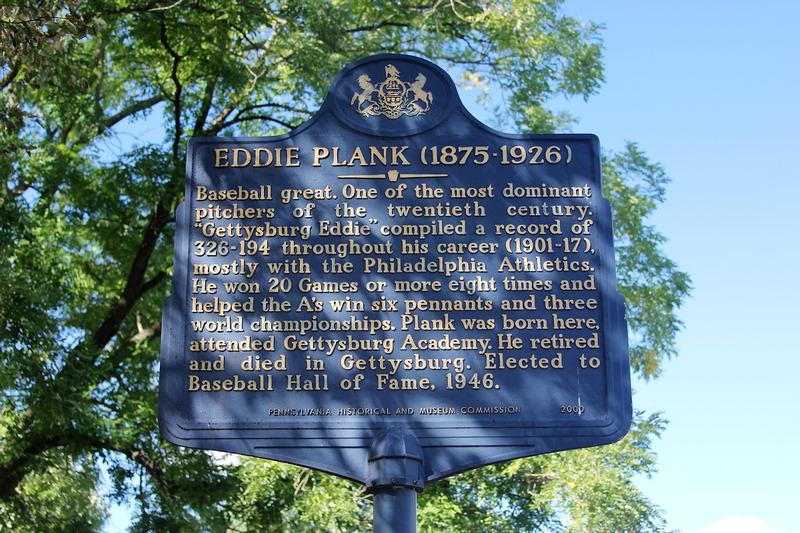 EDDIE PLANK (1875-1926)
Baseball great. One of the most dominant
pitchers of the twentieth century.
"Gettysburg Eddie" compiled a record of
326-194 throughout his career (1901-17),
mostly with the Philadelphia Athletics.
He won 20 Games or more eight times and
helped the A's win six pennants and three
world championships. Plank was born here,
attended Gettysburg Academy. He retired
and died in Gettysburg. Elected to
Baseball Hall of Fame, 1946.
PENNSYLVANIA HISTORICAL AND MUSEUM COMMISSION 2000